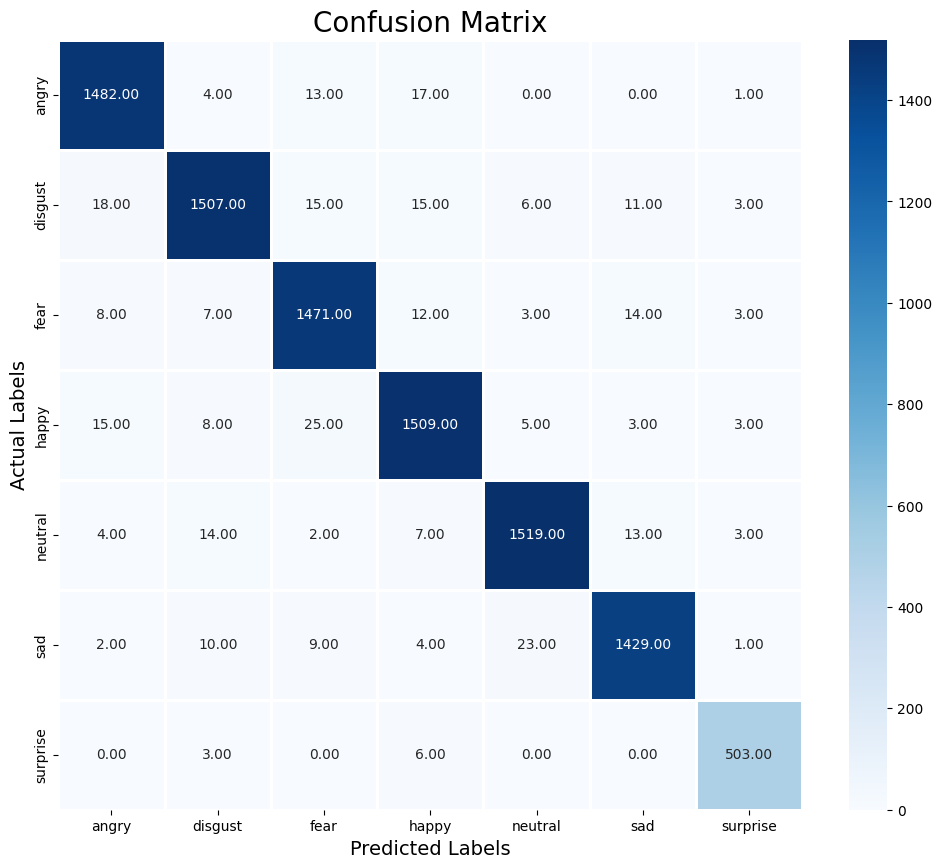 Confusion Matrix
angry 1482.00 4.00 13.00 17.00 0.00 0.00 1.00
disgust 18.00 1507.00 15.00 15.00 6.00 11.00 3.00
fear 8.00 7.00 1471.00 12.00 3.00 14.00 3.00
happy 15.00 8.00 25.00 1509.00 5.00 3.00 3.00
neutral 4.00 14.00 2.00 7.00 1519.00 13.00 3.00
sad 2.00 10.00 9.00 4.00 23.00 1429.00 1.00
surprise 0.00 3.00 0.00 6.00 0.00 0.00 503.00
angry disgust fear happy neutral sad surprise
Predicted Labels
Actual Labels
1400
1200
1000
800
600
400
200
0